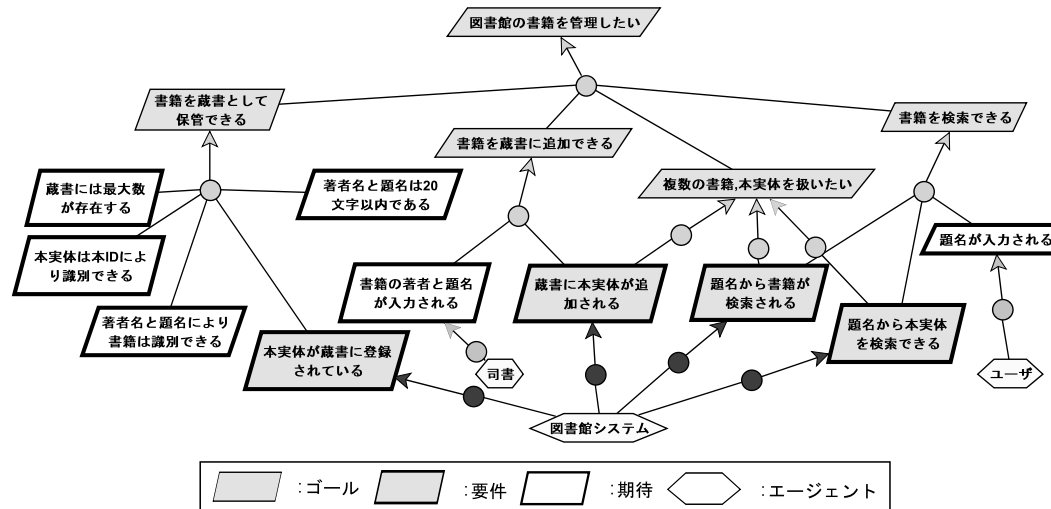 図書館の書籍を管理したい
書籍を蔵書として
保管できる
書籍を蔵書に追加できる
書籍を検索できる
蔵書には最大数
が存在する
著者名と題名は20
文字以内である
複数の書籍,本実体を扱いたい
本実体は本IDによ
り識別できる
書籍の著者と題名
が入力される
蔵書に本実体が追
加される
題名から書籍が
検索される
題名が入力される
著者名と題名により
書籍は識別できる
本実体が蔵書に登録
されている
題名から本実体
を検索できる
司書
ユーザ
図書館システム
:ゴール
:要件
:期待
:エージェント